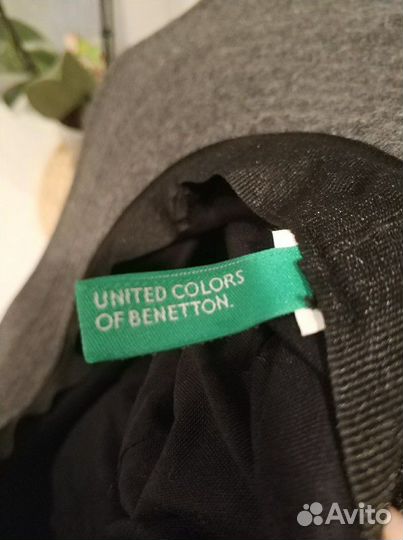 UNITED COLORS
OF BENETTON.
Avito